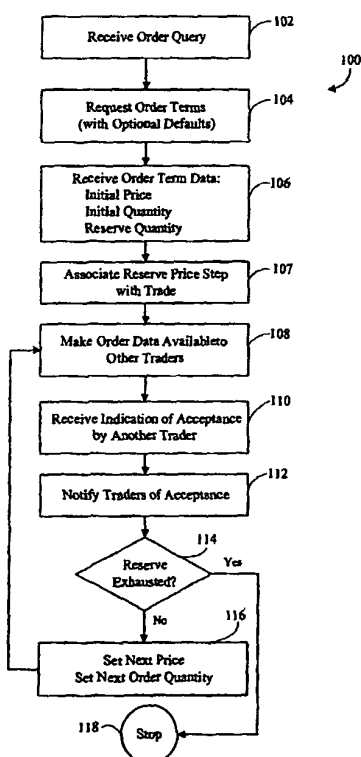 Receive Order Query
102
100
Request Order Terms
(with Optional Defaults)
104
Receive Order Term Data:
Initial Price
Initial Quantity
Reserve Quantity
106
Associate Reserve Price Step
with Trade
107
Make Order Data Availableto
Other Traders
108
Receive Indication of Acceptance
by Another Trader
110
Notify Traders of Acceptance
112
Reserve
Exhausted?
114
Yes
No
116
Set Next Price
Set Next Order Quantity
118
Stop